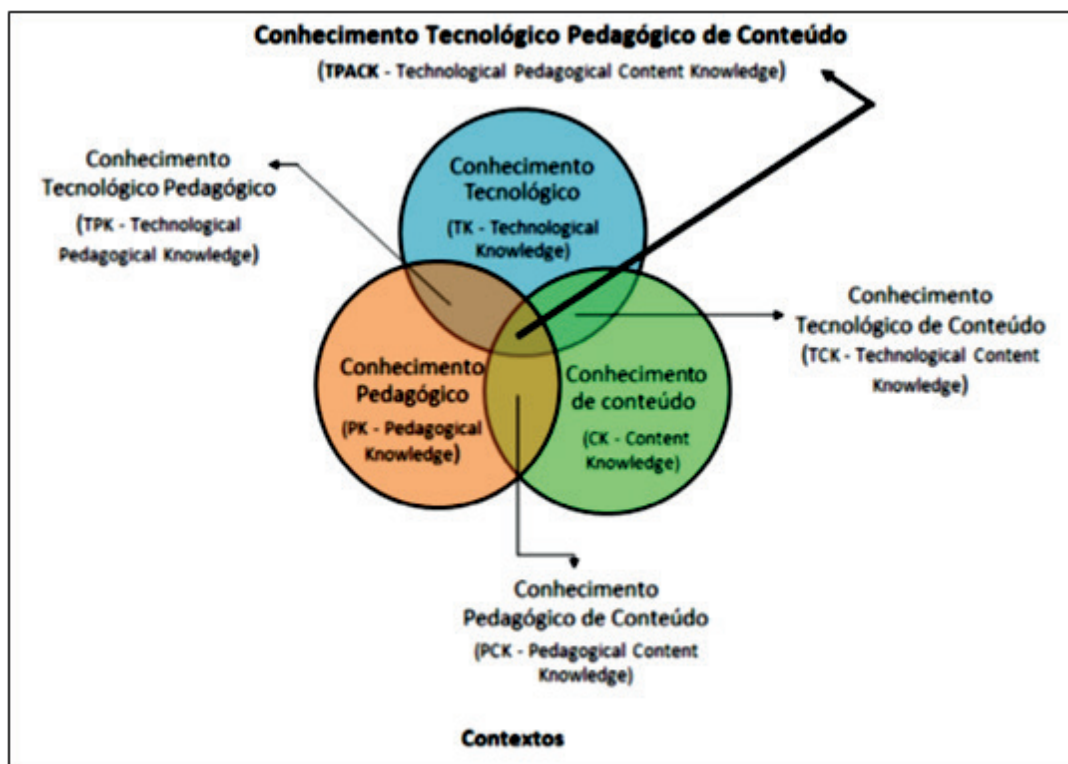 Conhecimento Tecnológico Pedagógico de Conteúdo
(TPACK - Technological Pedagogical Content Knowledge)
Conhecimento
Tecnológico Pedagógico
(TPK - Technological
Pedagogical Knowledge)
Conhecimento
Tecnológico
(TK - Technological
Knowledge)
Conhecimento
Tecnológico de Conteúdo
(TCK - Technological Content
Knowledge)
Conhecimento
Pedagógico
(PK - Pedagogical
Knowledge)
Conhecimento
de conteúdo
(CK - Content
Knowledge)
Conhecimento
Pedagógico de Conteúdo
(PCK - Pedagogical Content
Knowledge)
Contextos